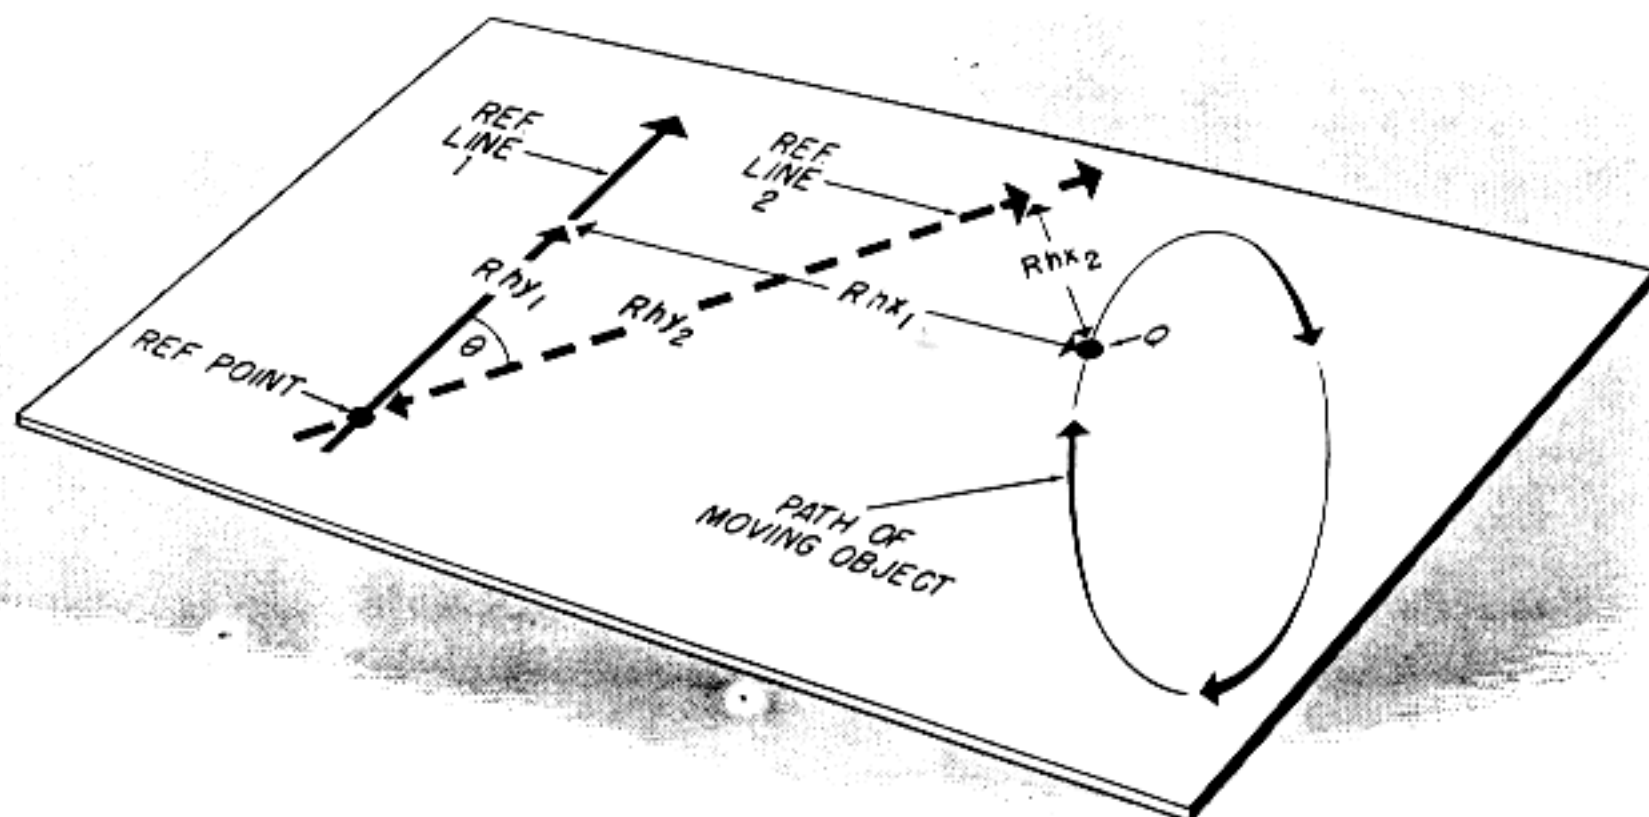 REF
LINE
1
REF
LINE
2
Rhy1
Rhy2
Rhx1
Rhx2
θ
Q
REF POINT
PATH OF
MOVING OBJECT